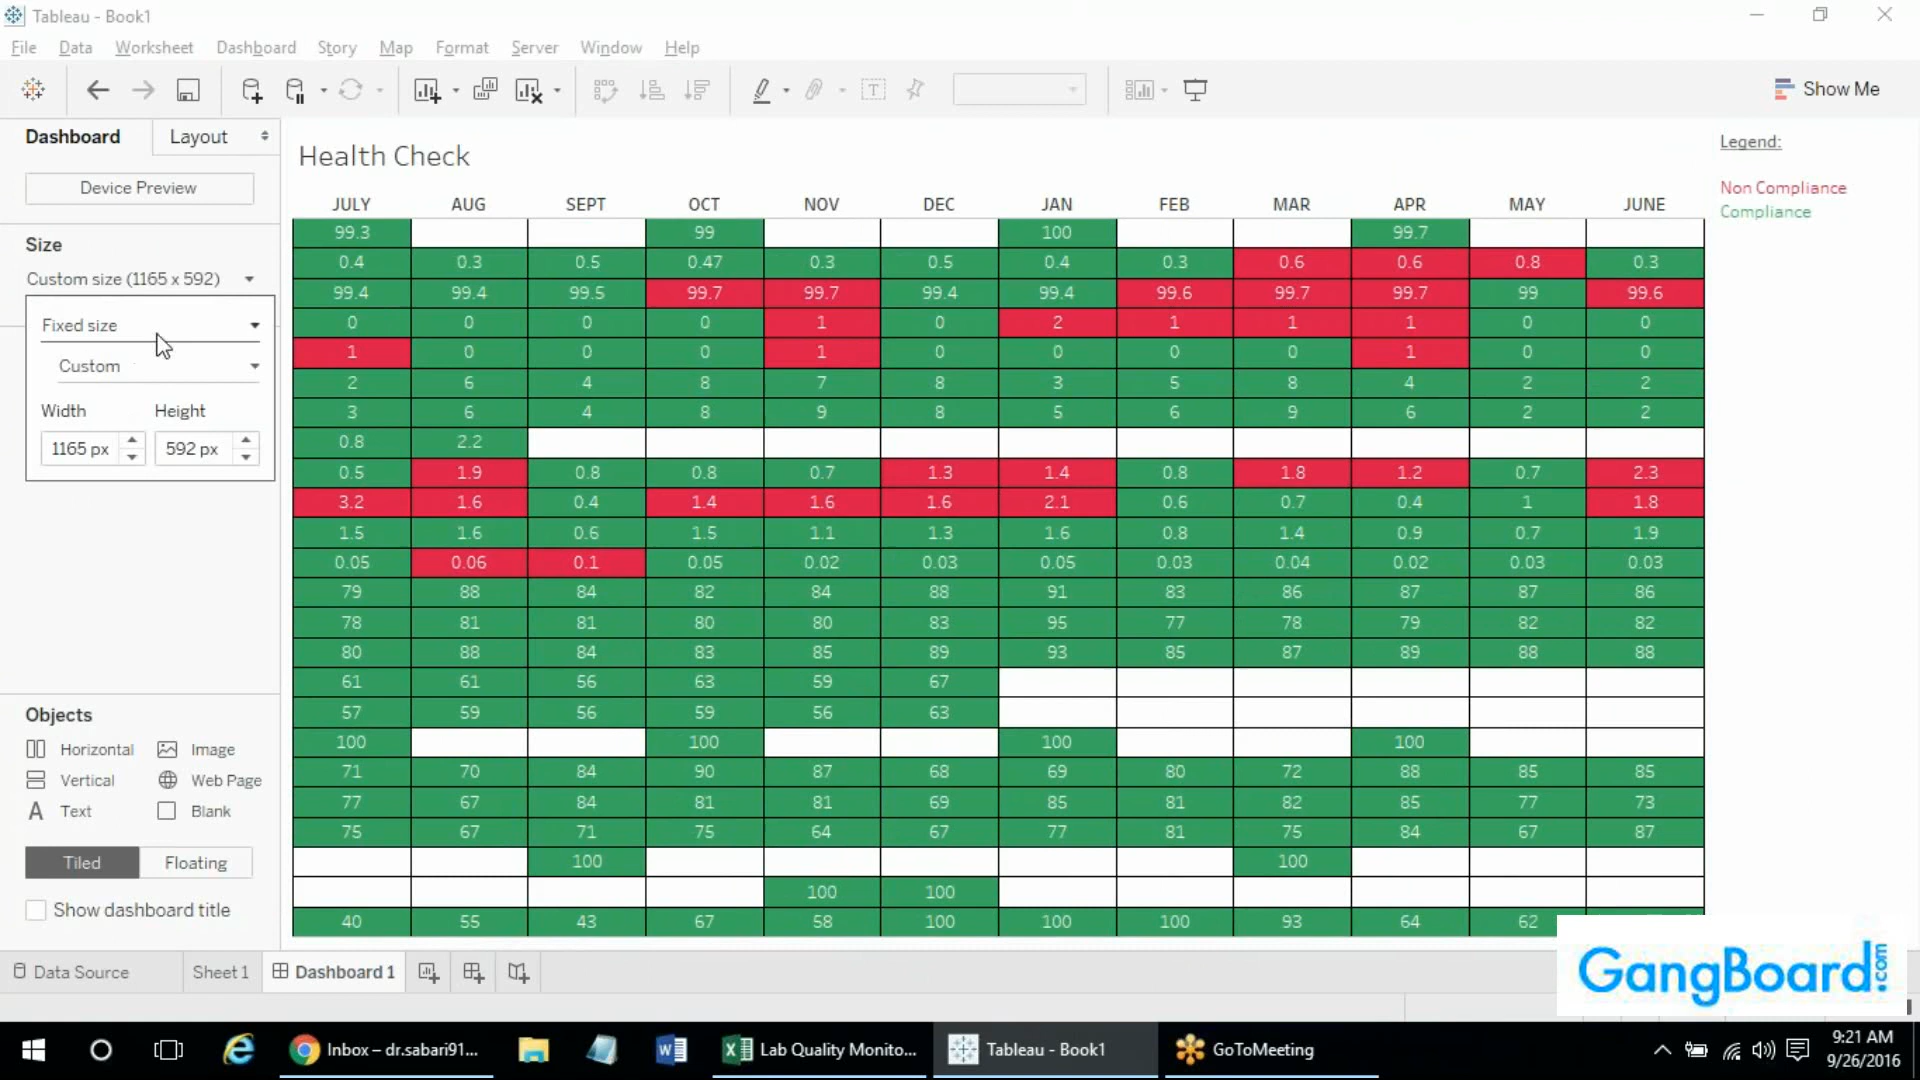 Tableau - Book1
File Data Worksheet Dashboard Story Map Format Server Window Help
Show Me
Dashboard Layout
Device Preview
Size
Custom size (1165 x 592)
Fixed size
Custom
Width Height
1165 px 592 px
Objects
Horizontal Image
Vertical Web Page
A Text Blank
Tiled Floating
Show dashboard title
Health Check
JULY AUG SEPT OCT NOV DEC JAN FEB MAR APR MAY JUNE
99.3 99 100 99.7
0.4 0.3 0.5 0.47 0.3 0.5 0.4 0.3 0.6 0.6 0.8 0.3
99.4 99.4 99.5 99.7 99.7 99.4 99.4 99.6 99.7 99.7 99 99.6
0 0 0 0 1 0 2 1 1 1 0 0
1 0 0 0 1 0 0 0 0 1 0 0
2 6 4 8 7 8 3 5 8 4 2 2
3 6 4 8 9 8 5 6 9 6 2 2
0.8 2.2
0.5 1.9 0.8 0.8 0.7 1.3 1.4 0.8 1.8 1.2 0.7 2.3
3.2 1.6 0.4 1.4 1.6 1.6 2.1 0.6 0.7 0.4 1 1.8
1.5 1.6 0.6 1.5 1.1 1.3 1.6 0.8 1.4 0.9 0.7 1.9
0.05 0.06 0.1 0.05 0.02 0.03 0.05 0.03 0.04 0.02 0.03 0.03
79 88 84 82 84 88 91 83 86 87 87 86
78 81 81 80 80 83 95 77 78 79 82 82
80 88 84 83 85 89 93 85 87 89 88 88
61 61 56 63 59 67
57 59 56 59 56 63
100 100 100 100
71 70 84 90 87 68 69 80 72 88 85 85
77 67 84 81 81 69 85 81 82 85 77 73
75 67 71 75 64 67 77 81 75 84 67 87
100 100
100 100
40 55 43 67 58 100 100 100 93 64 62
Legend:
Non Compliance
Compliance
Data Source Sheet 1 Dashboard 1
GangBoard.com
Inbox – dr.sabari91... Lab Quality Monito... Tableau - Book1 GoToMeeting
9:21 AM
9/26/2016